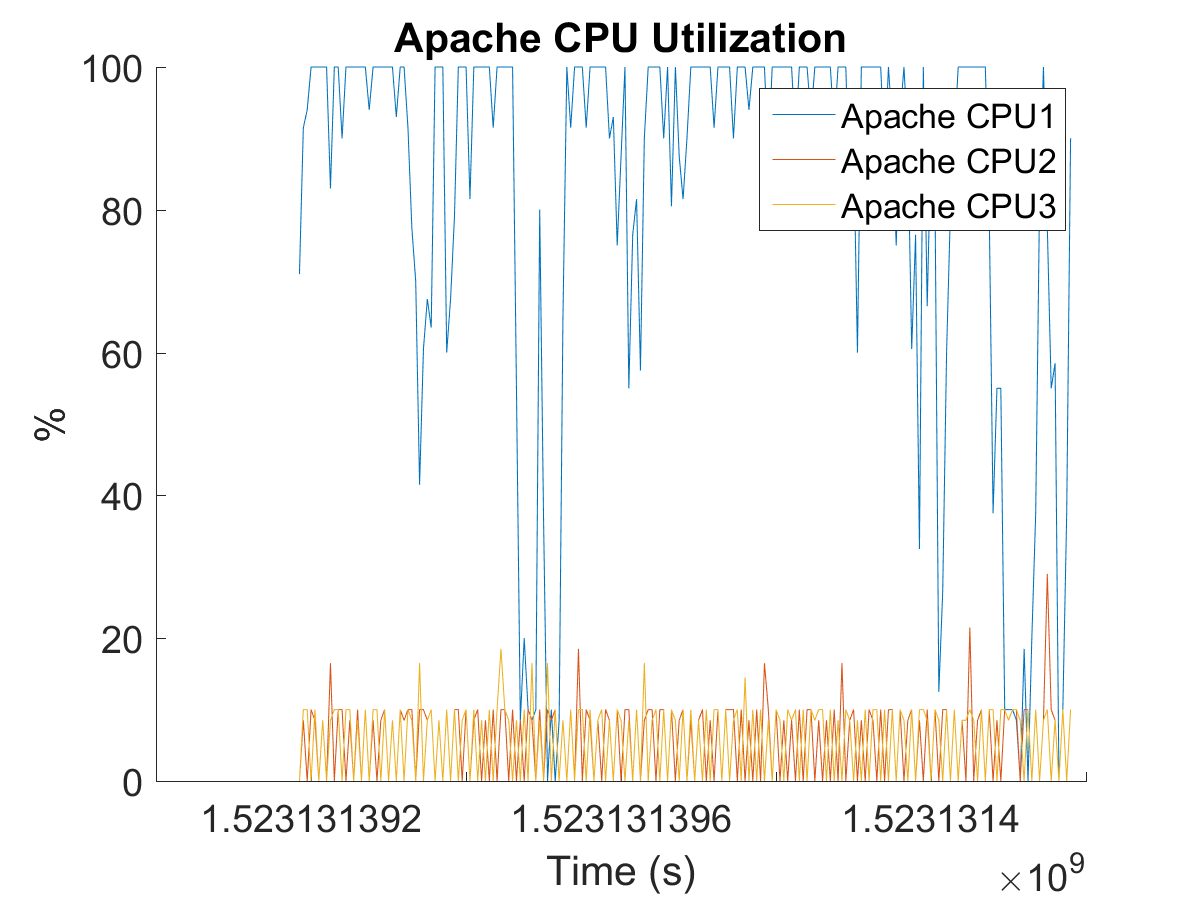 Apache CPU Utilization
100
80
60
40
20
0
%
Apache CPU1
Apache CPU2
Apache CPU3
1.523131392 1.523131396 1.5231314
Time (s)
×10⁹